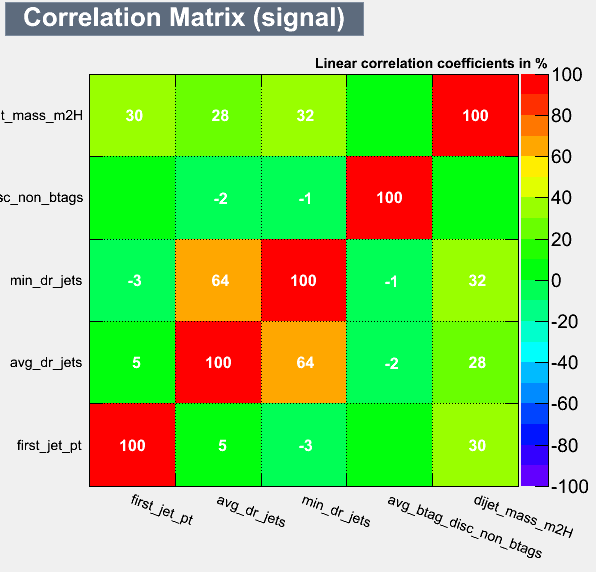 Correlation Matrix (signal)
Linear correlation coefficients in %
t_mass_m2H 30 28 32 100
sc_non_btags -2 -1 100
min_dr_jets -3 64 100 -1 32
avg_dr_jets 5 100 64 -2 28
first_jet_pt 100 5 -3 30
first_jet_pt avg_dr_jets min_dr_jets avg_btag_disc_non_btags dijet_mass_m2H
100
80
60
40
20
0
-20
-40
-60
-80
-100